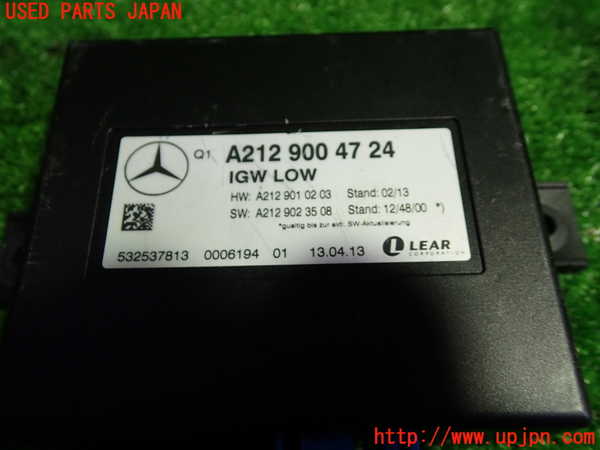 USED PARTS JAPAN
Q1 A212 900 47 24
IGW LOW
HW: A212 901 02 03 Stand: 02/13
SW: A212 902 35 08 Stand: 12/48/00 *)
*gueltig bis zur extr. SW-Aktualisierung
532537813 0006194 01 13.04.13 LEAR
CORPORATION
http://www.upjpn.com/